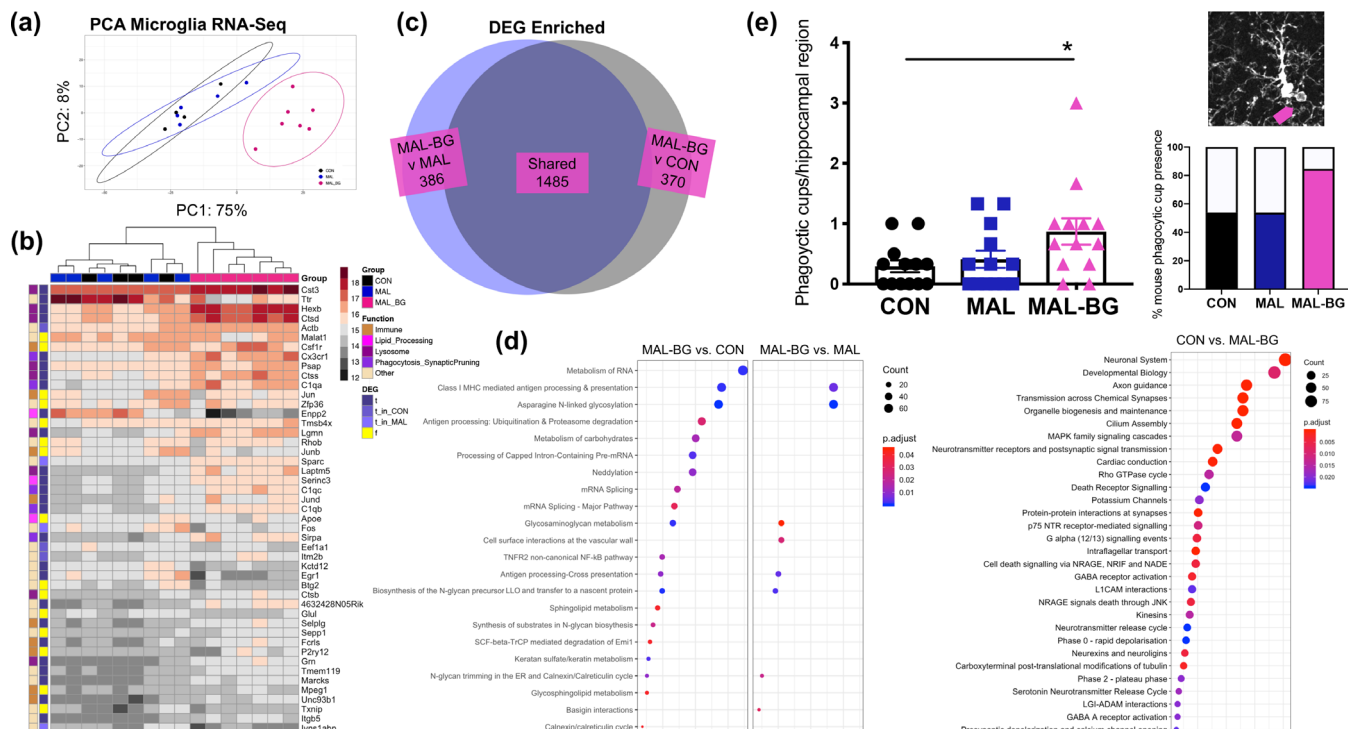 (a)
PCA Microglia RNA-Seq
PC2: 8%
CON
MAL
MAL_BG
PC1: 75%
(b)
Group
Cst3
Ttr
Hexb
Ctsd
Actb
Malat1
Csf1r
Cx3cr1
Psap
Ctss
C1qa
Jun
Zfp36
Enpp2
Tmsb4x
Lgmn
Rhob
Junb
Sparc
Laptm5
Serinc3
C1qc
Jund
C1qb
Apoe
Fos
Sirpa
Eef1a1
Itm2b
Kctd12
Egr1
Btg2
Ctsb
4632428N05Rik
Glul
Selplg
Sepp1
Fcrls
P2ry12
Grn
Tmem119
Marcks
Mpeg1
Unc93b1
Txnip
Itgb5
18
17
16
15
14
13
12
Group
CON
MAL
MAL_BG
Function
Immune
Lipid_Processing
Lysosome
Phagocytosis_SynapticPruning
Other
DEG
t
t_in_CON
t_in_MAL
f
(c)
DEG Enriched
MAL-BG
v MAL
386
Shared
1485
MAL-BG
v CON
370
(d)
MAL-BG vs. CON
MAL-BG vs. MAL
Metabolism of RNA
Class I MHC mediated antigen processing & presentation
Asparagine N-linked glycosylation
Antigen processing: Ubiquitination & Proteasome degradation
Metabolism of carbohydrates
Processing of Capped Intron-Containing Pre-mRNA
Neddylation
mRNA Splicing
mRNA Splicing - Major Pathway
Glycosaminoglycan metabolism
Cell surface interactions at the vascular wall
TNFR2 non-canonical NF-kB pathway
Antigen processing-Cross presentation
Biosynthesis of the N-glycan precursor LLO and transfer to a nascent protein
Sphingolipid metabolism
Synthesis of substrates in N-glycan biosythesis
SCF-beta-TrCP mediated degradation of Emi1
Keratan sulfate/keratin metabolism
N-glycan trimming in the ER and Calnexin/Calreticulin cycle
Glycosphingolipid metabolism
Basigin interactions
Calnexin/calreticulin cycle
Count
20
40
60
p.adjust
0.04
0.03
0.02
0.01
(e)
Phagoyctic cups/hippocampal region
4
3
2
1
0
*
CON
MAL
MAL-BG
% mouse phagocytic cup presence
100
80
60
40
20
0
CON
MAL
MAL-BG
CON vs. MAL-BG
Neuronal System
Developmental Biology
Axon guidance
Transmission across Chemical Synapses
Organelle biogenesis and maintenance
Cilium Assembly
MAPK family signaling cascades
Neurotransmitter receptors and postsynaptic signal transmission
Cardiac conduction
Rho GTPase cycle
Death Receptor Signalling
Potassium Channels
Protein-protein interactions at synapses
p75 NTR receptor-mediated signalling
G alpha (12/13) signalling events
Intraflagellar transport
Cell death signalling via NRAGE, NRIF and NADE
GABA receptor activation
L1CAM interactions
NRAGE signals death through JNK
Kinesins
Neurotransmitter release cycle
Phase 0 - rapid depolarisation
Neurexins and neuroligins
Carboxyterminal post-translational modifications of tubulin
Phase 2 - plateau phase
Serotonin Neurotransmitter Release Cycle
LGI-ADAM interactions
GABA A receptor activation
Count
25
50
75
p.adjust
0.005
0.010
0.015
0.020